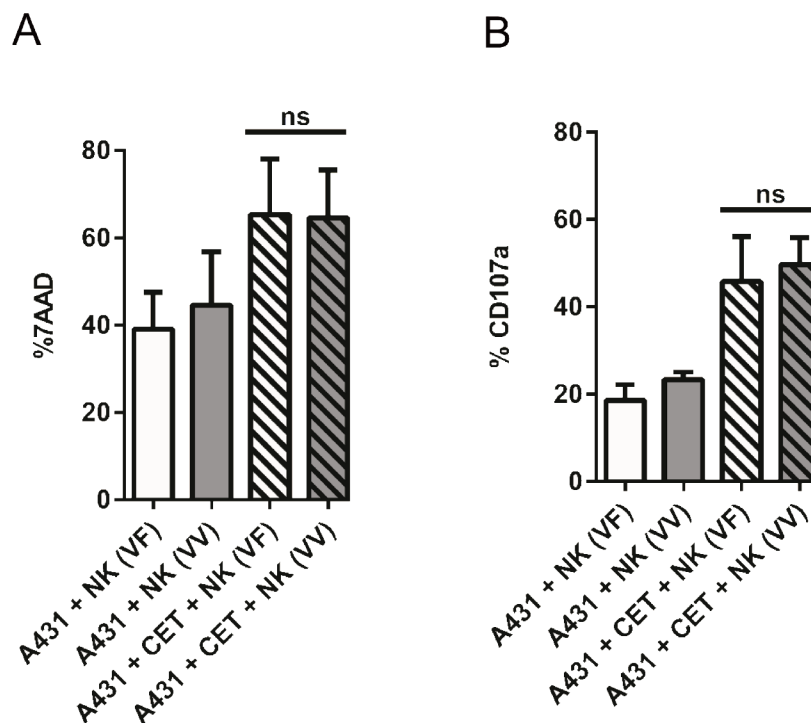 A
ns
80
60
40
20
0
%7AAD
A431 + NK (VF)
A431 + NK (VV)
A431 + CET + NK (VF)
A431 + CET + NK (VV)
B
ns
80
60
40
20
0
% CD107a
A431 + NK (VF)
A431 + NK (VV)
A431 + CET + NK (VF)
A431 + CET + NK (VV)